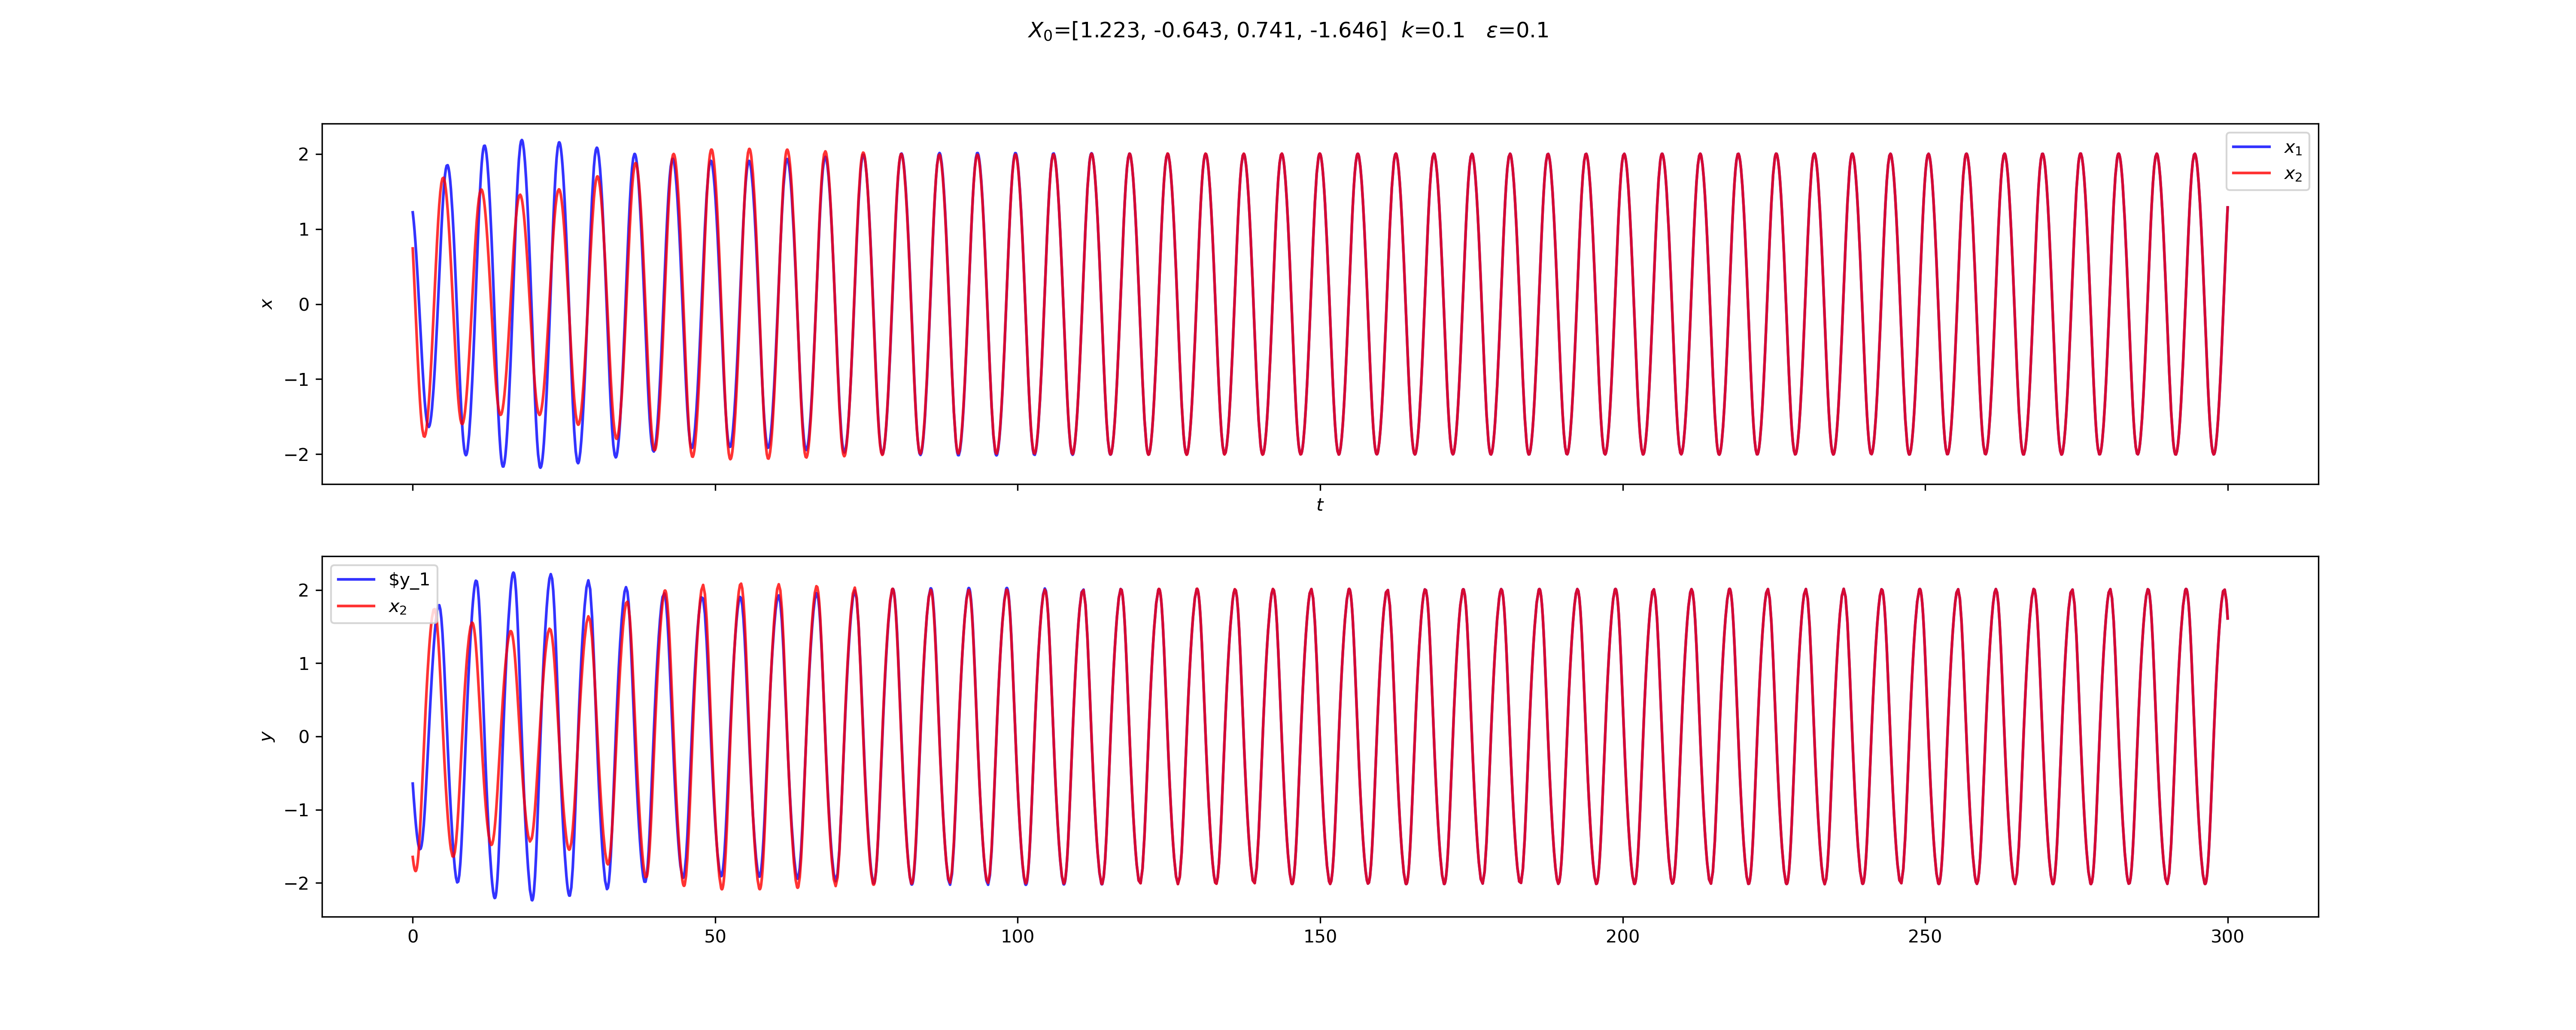 X₀=[1.223, -0.643, 0.741, -1.646] k=0.1 ε=0.1
2
1
0
−1
−2
x
x₁
x₂
t
2
1
0
−1
−2
y
$y_1
x₂
0 50 100 150 200 250 300